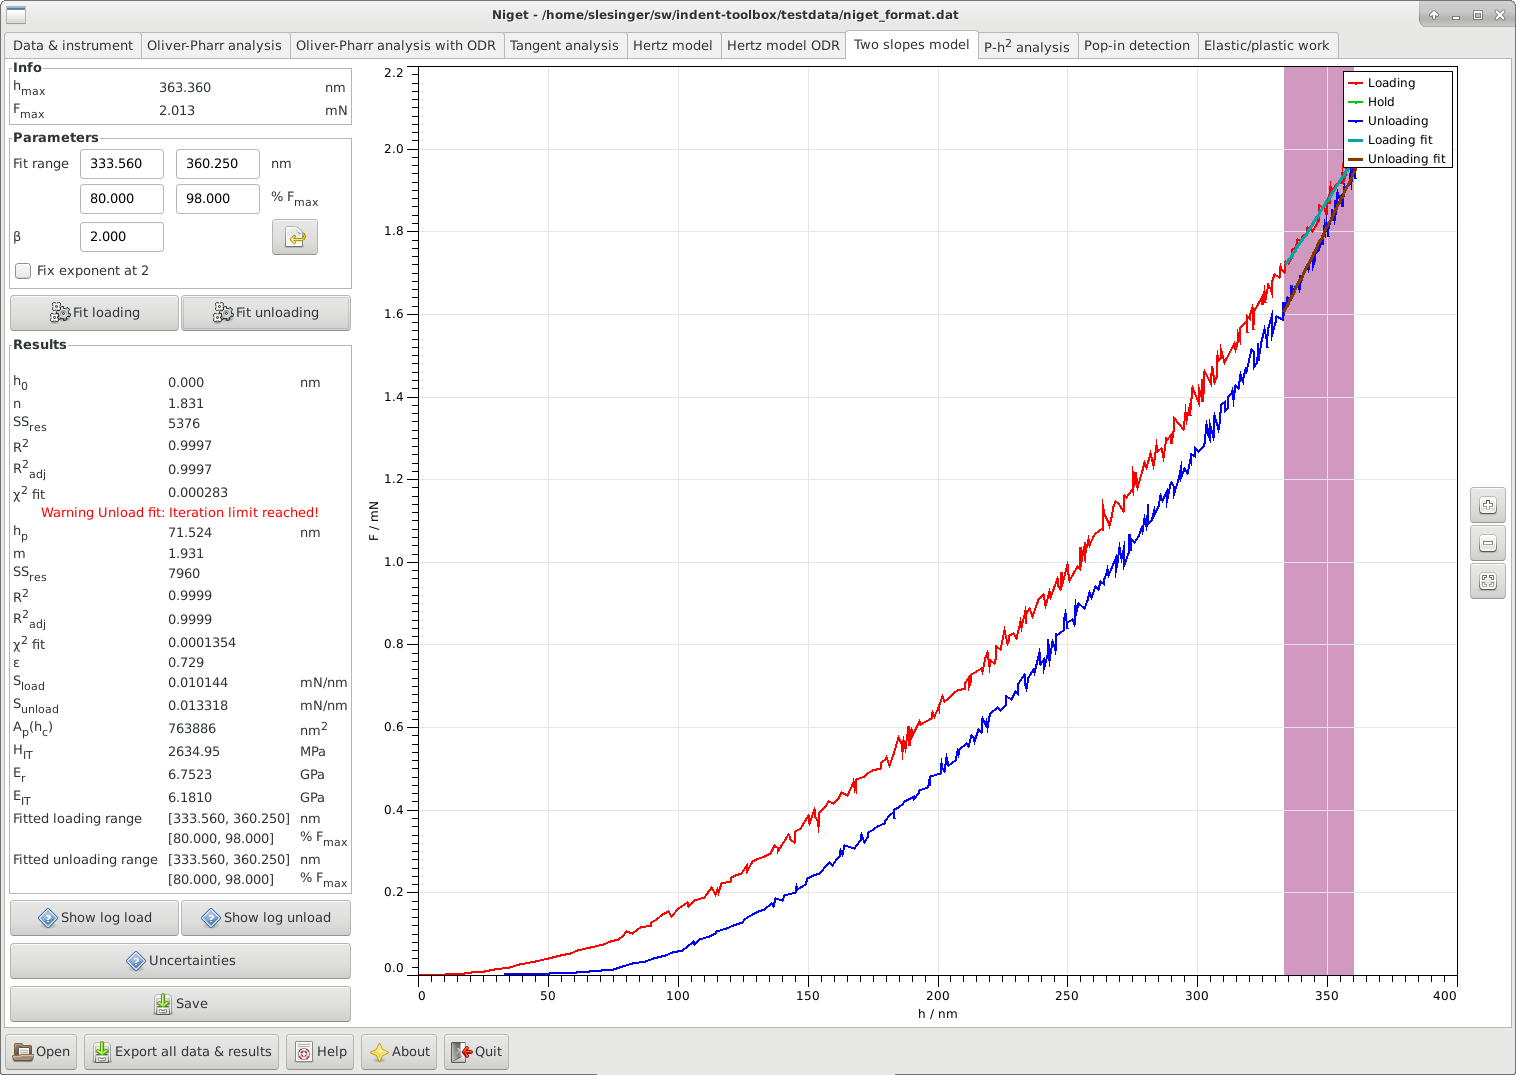 Niget - /home/slesinger/sw/indent-toolbox/testdata/niget_format.dat
Data & instrument Oliver-Pharr analysis Oliver-Pharr analysis with ODR Tangent analysis Hertz model Hertz model ODR Two slopes model P-h² analysis Pop-in detection Elastic/plastic work
Info
hmax 363.360 nm
Fmax 2.013 mN
Parameters
Fit range 333.560 360.250 nm
80.000 98.000 % Fmax
β 2.000
Fix exponent at 2
Fit loading Fit unloading
Results
h0 0.000 nm
n 1.831
SSres 5376
R² 0.9997
R²adj 0.9997
χ² fit 0.000283
Warning Unload fit: Iteration limit reached!
hp 71.524 nm
m 1.931
SSres 7960
R² 0.9999
R²adj 0.9999
χ² fit 0.0001354
ε 0.729
Sload 0.010144 mN/nm
Sunload 0.013318 mN/nm
Ap(hc) 763886 nm²
HIT 2634.95 MPa
Er 6.7523 GPa
EIT 6.1810 GPa
Fitted loading range [333.560, 360.250] nm
[80.000, 98.000] % Fmax
Fitted unloading range [333.560, 360.250] nm
[80.000, 98.000] % Fmax
Show log load Show log unload
Uncertainties
Save
2.2
2.0
1.8
1.6
1.4
1.2
1.0
0.8
0.6
0.4
0.2
0.0
F / mN
0 50 100 150 200 250 300 350 400
h / nm
Loading
Hold
Unloading
Loading fit
Unloading fit
Open Export all data & results Help About Quit